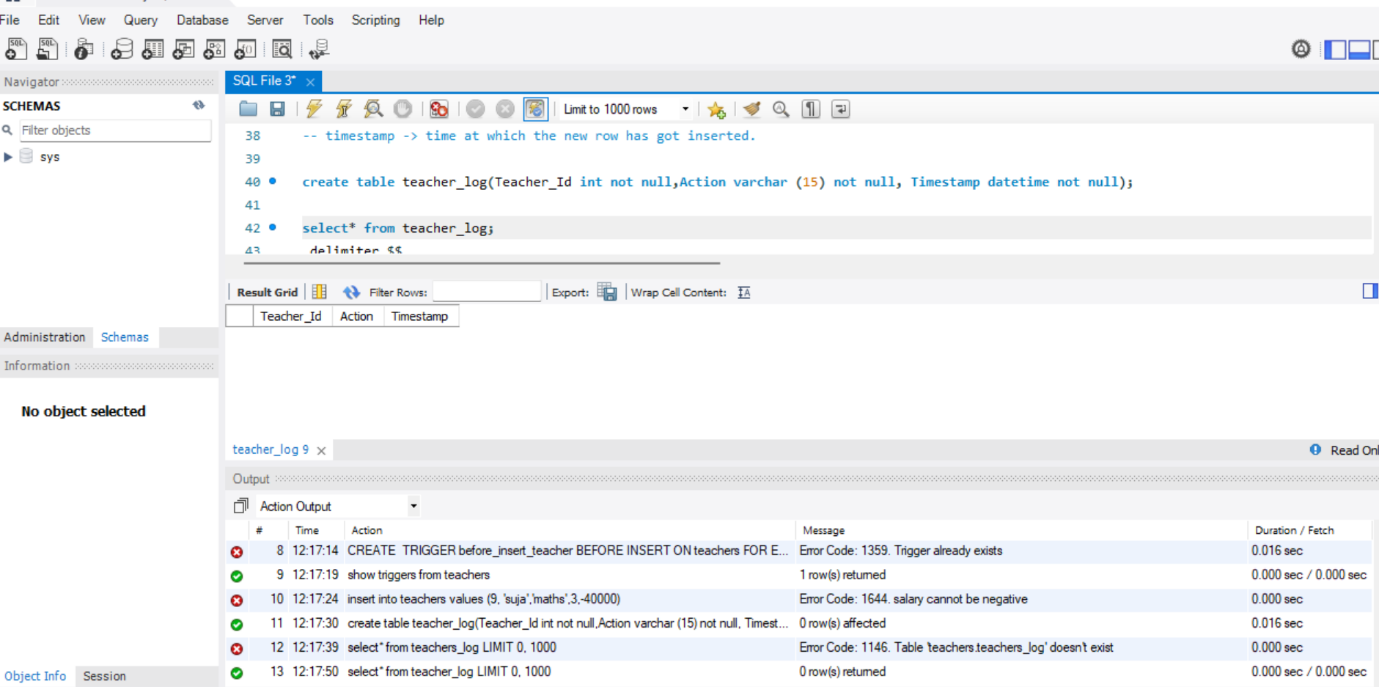 File Edit View Query Database Server Tools Scripting Help
Navigator
SCHEMAS
Filter objects
sys
Administration Schemas
Information
No object selected
Object Info Session
SQL File 3*
Limit to 1000 rows
38 -- timestamp -> time at which the new row has got inserted.
39
40 create table teacher_log(Teacher_Id int not null,Action varchar (15) not null, Timestamp datetime not null);
41
42 select* from teacher_log;
43 delimiter $$
Result Grid Filter Rows: Export: Wrap Cell Content:
Teacher_Id Action Timestamp
teacher_log 9 Read Onl
Output
Action Output
# Time Action Message Duration / Fetch
8 12:17:14 CREATE TRIGGER before_insert_teacher BEFORE INSERT ON teachers FOR E... Error Code: 1359. Trigger already exists 0.016 sec
9 12:17:19 show triggers from teachers 1 row(s) returned 0.000 sec / 0.000 sec
10 12:17:24 insert into teachers values (9, 'suja','maths',3,-40000) Error Code: 1644. salary cannot be negative 0.000 sec
11 12:17:30 create table teacher_log(Teacher_Id int not null,Action varchar (15) not null, Timest... 0 row(s) affected 0.016 sec
12 12:17:39 select* from teachers_log LIMIT 0, 1000 Error Code: 1146. Table 'teachers.teachers_log' doesn't exist 0.000 sec
13 12:17:50 select* from teacher_log LIMIT 0, 1000 0 row(s) returned 0.000 sec / 0.000 sec